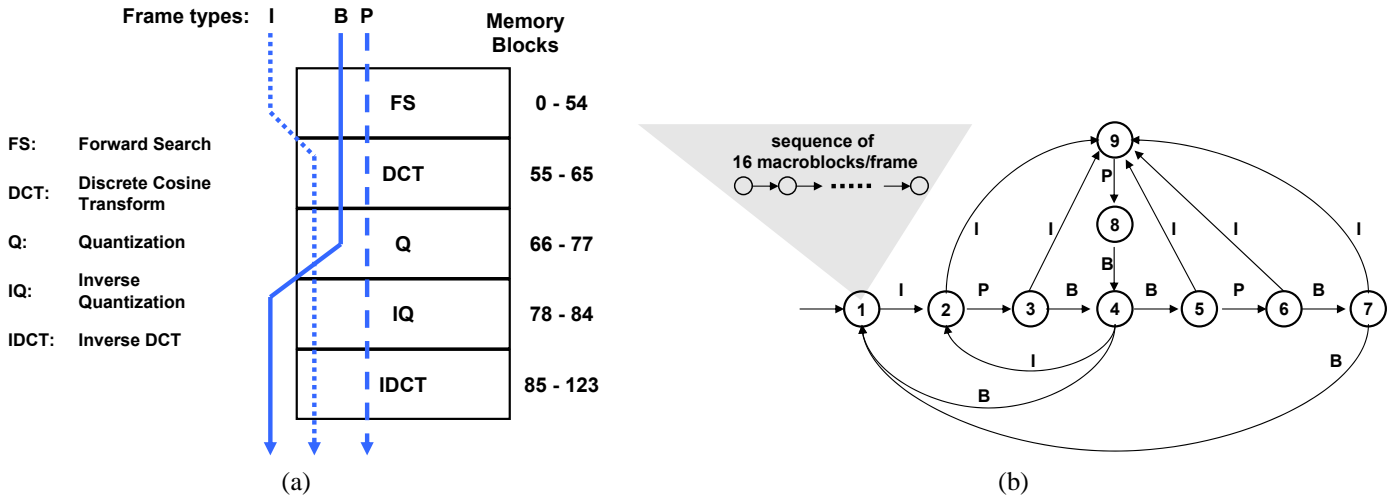 Frame types: I B P
Memory
Blocks
FS 0 - 54
DCT 55 - 65
Q 66 - 77
IQ 78 - 84
IDCT 85 - 123
FS: Forward Search
DCT: Discrete Cosine
Transform
Q: Quantization
IQ: Inverse
Quantization
IDCT: Inverse DCT
(a)
sequence of
16 macroblocks/frame
9
P
8
I I I I I
B
1 I 2 P 3 B 4 B 5 P 6 B 7
I
B
B
(b)